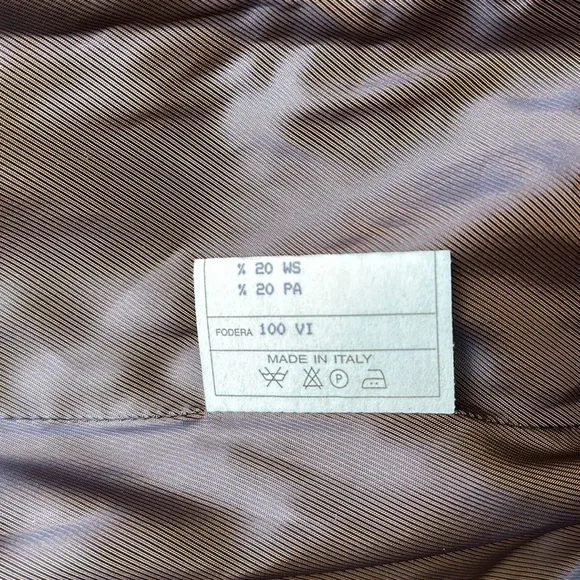 % 20 WS
% 20 PA
FODERA 100 VI
MADE IN ITALY
P